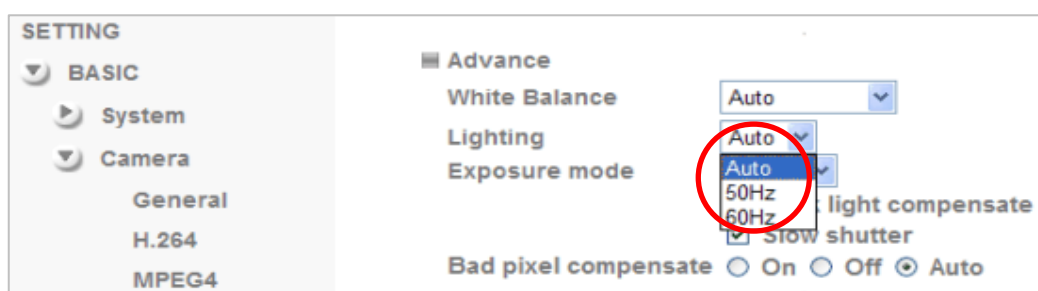 SETTING
BASIC
System
Camera
General
H.264
MPEG4
Advance
White Balance Auto
Lighting Auto
Auto
50Hz
60Hz
Exposure mode
light compensate
Slow shutter
Bad pixel compensate On Off Auto